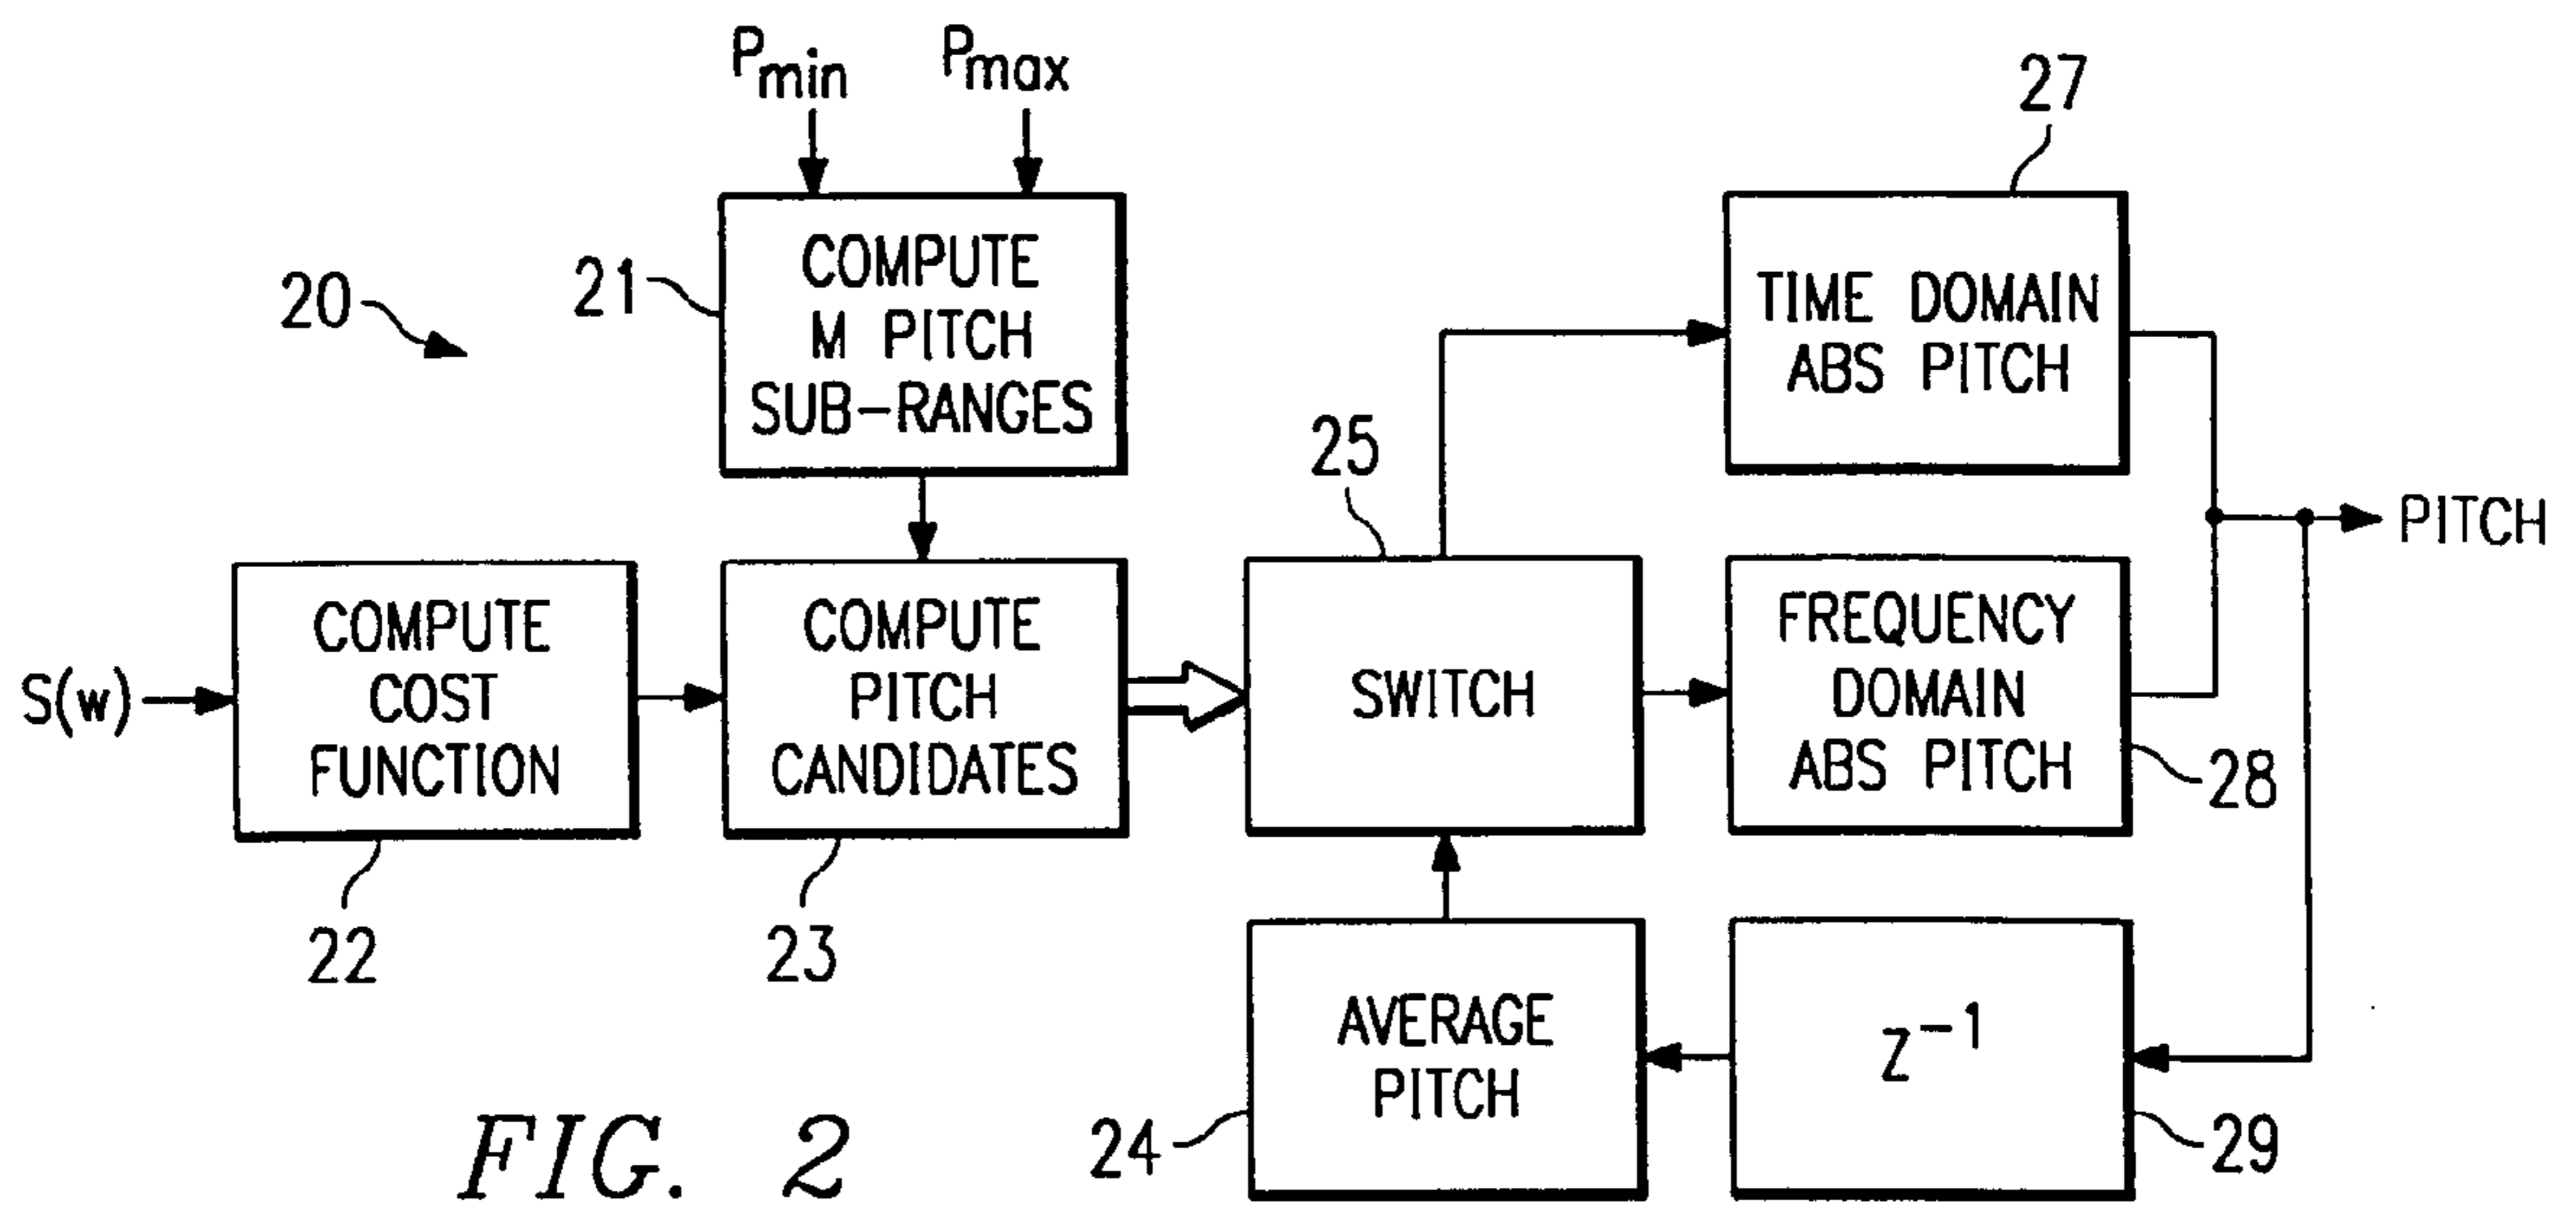 Pmin
Pmax
27
20
21
COMPUTE
M PITCH
SUB-RANGES
TIME DOMAIN
ABS PITCH
25
PITCH
S(w)
COMPUTE
COST
FUNCTION
COMPUTE
PITCH
CANDIDATES
SWITCH
FREQUENCY
DOMAIN
ABS PITCH
28
22
23
AVERAGE
PITCH
Z⁻¹
24
29
FIG. 2